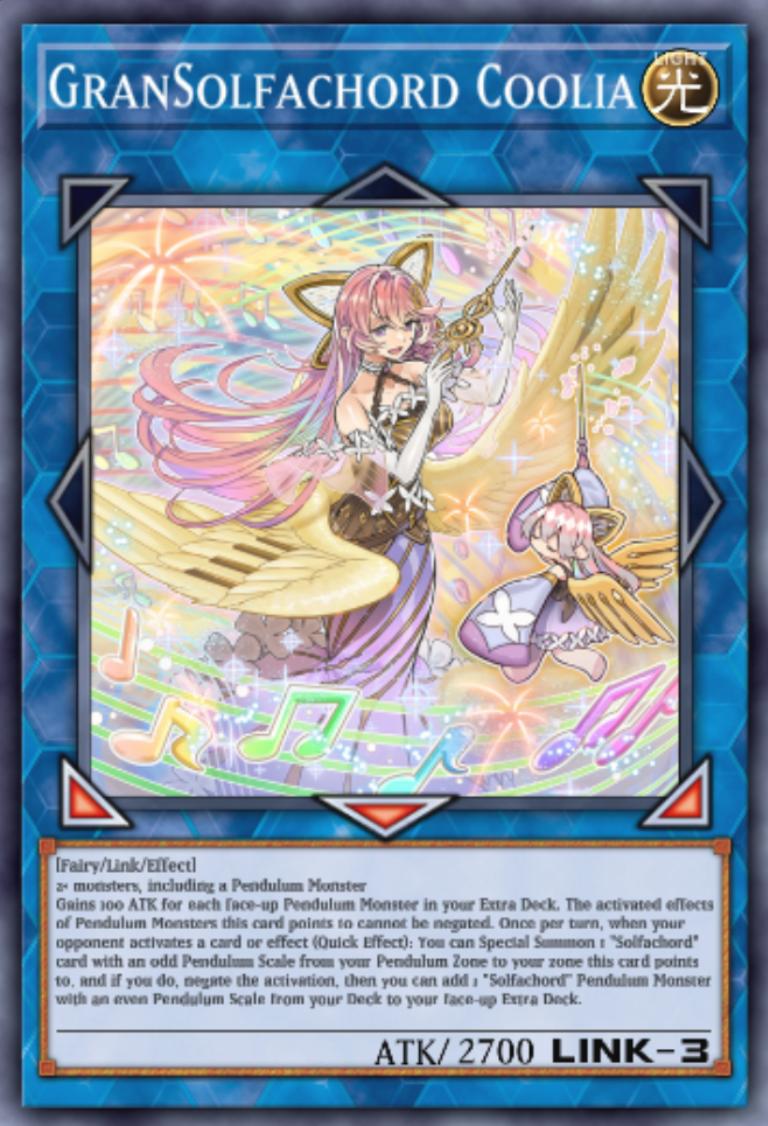 GRANSOLFACHORD COOLIA
LIGHT
光
[Fairy/Link/Effect]
2+ monsters, including a Pendulum Monster
Gains 100 ATK for each face-up Pendulum Monster in your Extra Deck. The activated effects
of Pendulum Monsters this card points to cannot be negated. Once per turn, when your
opponent activates a card or effect (Quick Effect): You can Special Summon 1 "Solfachord"
card with an odd Pendulum Scale from your Pendulum Zone to your zone this card points
to, and if you do, negate the activation, then you can add 1 "Solfachord" Pendulum Monster
with an even Pendulum Scale from your Deck to your face-up Extra Deck.
ATK/ 2700 LINK-3